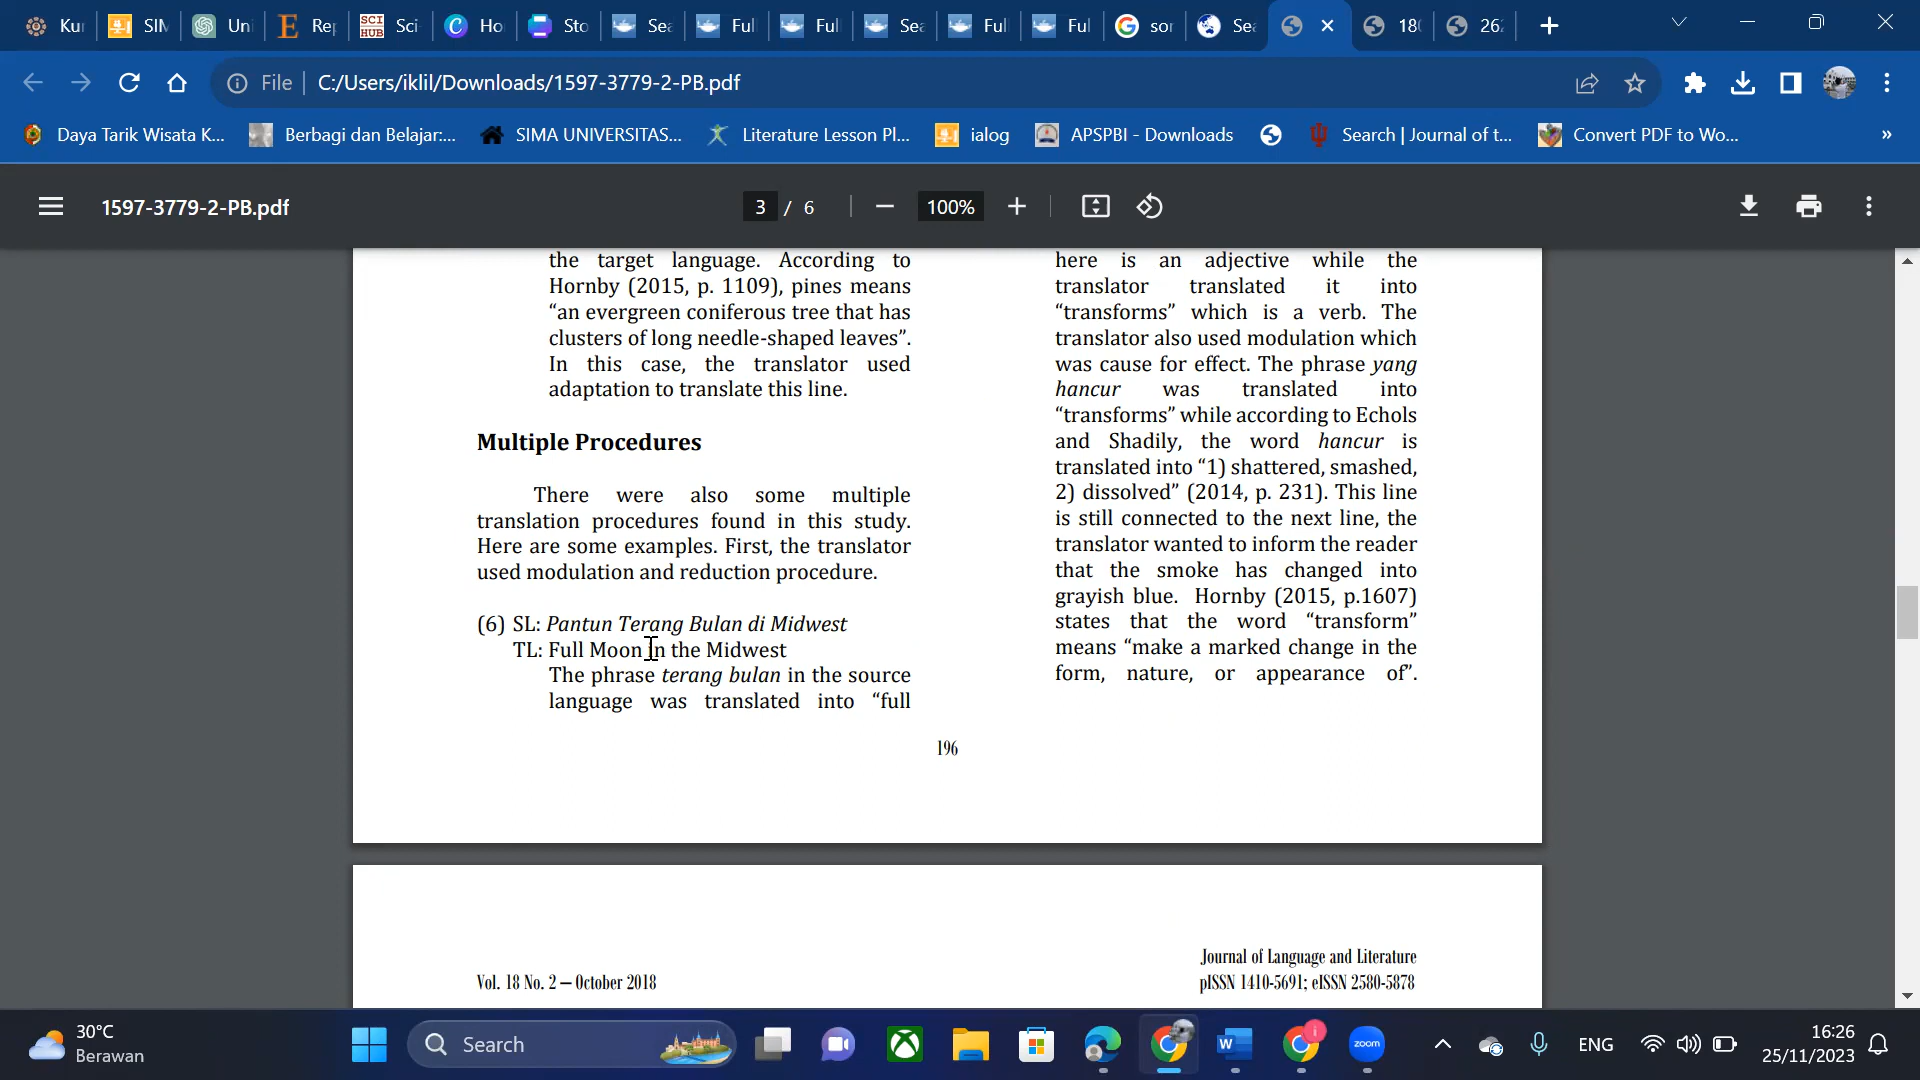 Ku
SIM
Uni
Rep
SCI
HUB
Sci
Ho
Sto
Sea
Full
Full
Sea
Full
Ful
son
Sea
180
262
File
C:/Users/iklil/Downloads/1597-3779-2-PB.pdf
Daya Tarik Wisata K...
Berbagi dan Belajar:...
SIMA UNIVERSITAS...
Literature Lesson Pl...
ialog
APSPBI - Downloads
Search | Journal of t...
Convert PDF to Wo...
»
1597-3779-2-PB.pdf
3 / 6
100%
the target language. According to
Hornby (2015, p. 1109), pines means
“an evergreen coniferous tree that has
clusters of long needle-shaped leaves”.
In this case, the translator used
adaptation to translate this line.
Multiple Procedures
There were also some multiple
translation procedures found in this study.
Here are some examples. First, the translator
used modulation and reduction procedure.
(6) SL: Pantun Terang Bulan di Midwest
TL: Full Moon in the Midwest
The phrase terang bulan in the source
language was translated into “full
here is an adjective while the
translator translated it into
“transforms” which is a verb. The
translator also used modulation which
was cause for effect. The phrase yang
hancur was translated into
“transforms” while according to Echols
and Shadily, the word hancur is
translated into “1) shattered, smashed,
2) dissolved” (2014, p. 231). This line
is still connected to the next line, the
translator wanted to inform the reader
that the smoke has changed into
grayish blue. Hornby (2015, p.1607)
states that the word “transform”
means “make a marked change in the
form, nature, or appearance of”.
196
Journal of Language and Literature
Vol. 18 No. 2 – October 2018
pISSN 1410-5691; eISSN 2580-5878
30°C
Berawan
Search
zoom
ENG
16:26
25/11/2023